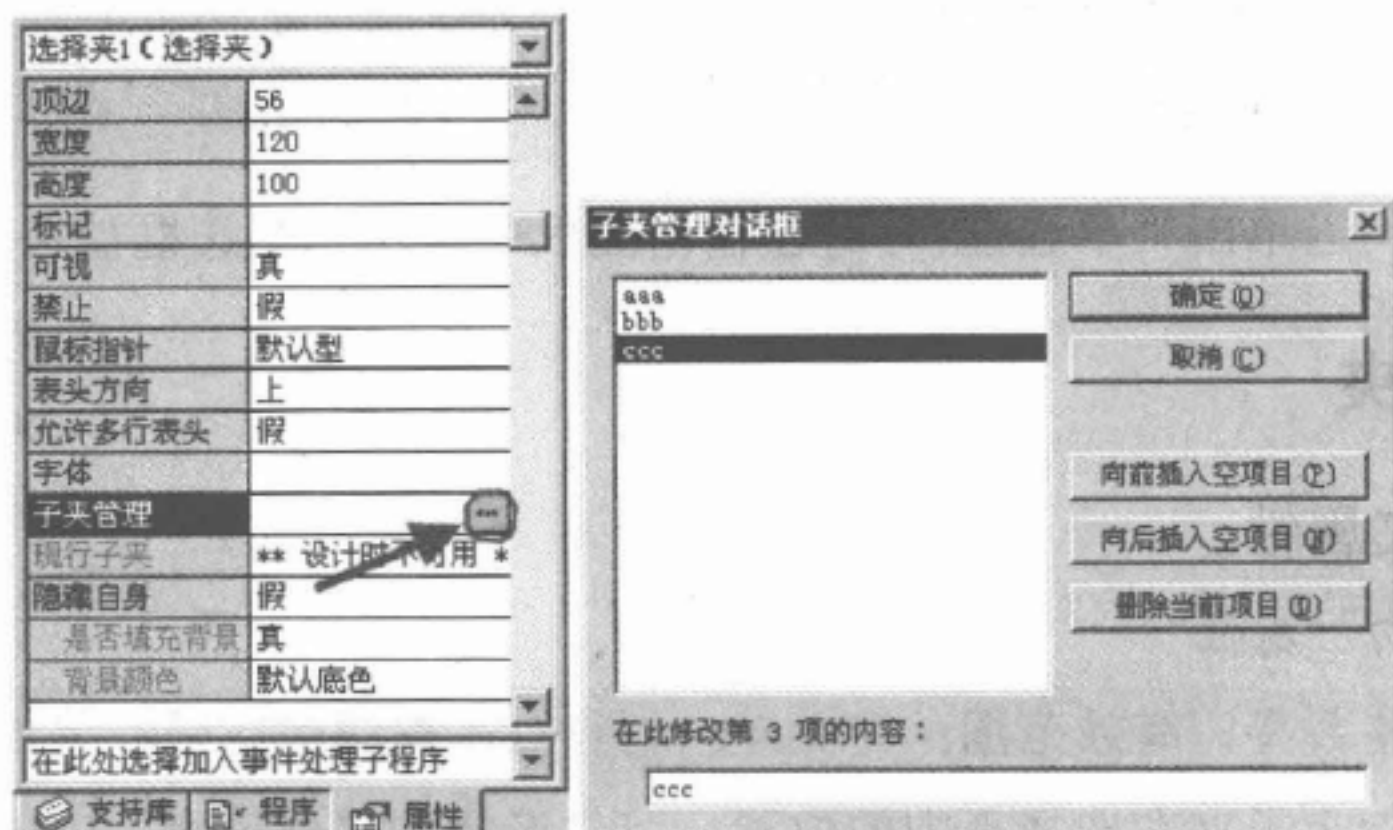 选择夹1(选择夹)
顶边 56
宽度 120
高度 100
标记
可视 真
禁止 假
鼠标指针 默认型
表头方向 上
允许多行表头 假
字体
子夹管理 ...
现行子夹 ** 设计时不可用 *
隐藏自身 假
是否填充背景 真
背景颜色 默认底色
在此处选择加入事件处理子程序
支持库 程序 属性
子夹管理对话框
aaa
bbb
ccc
确定(O)
取消(C)
向前插入空项目(P)
向后插入空项目(N)
删除当前项目(D)
在此修改第 3 项的内容:
ccc